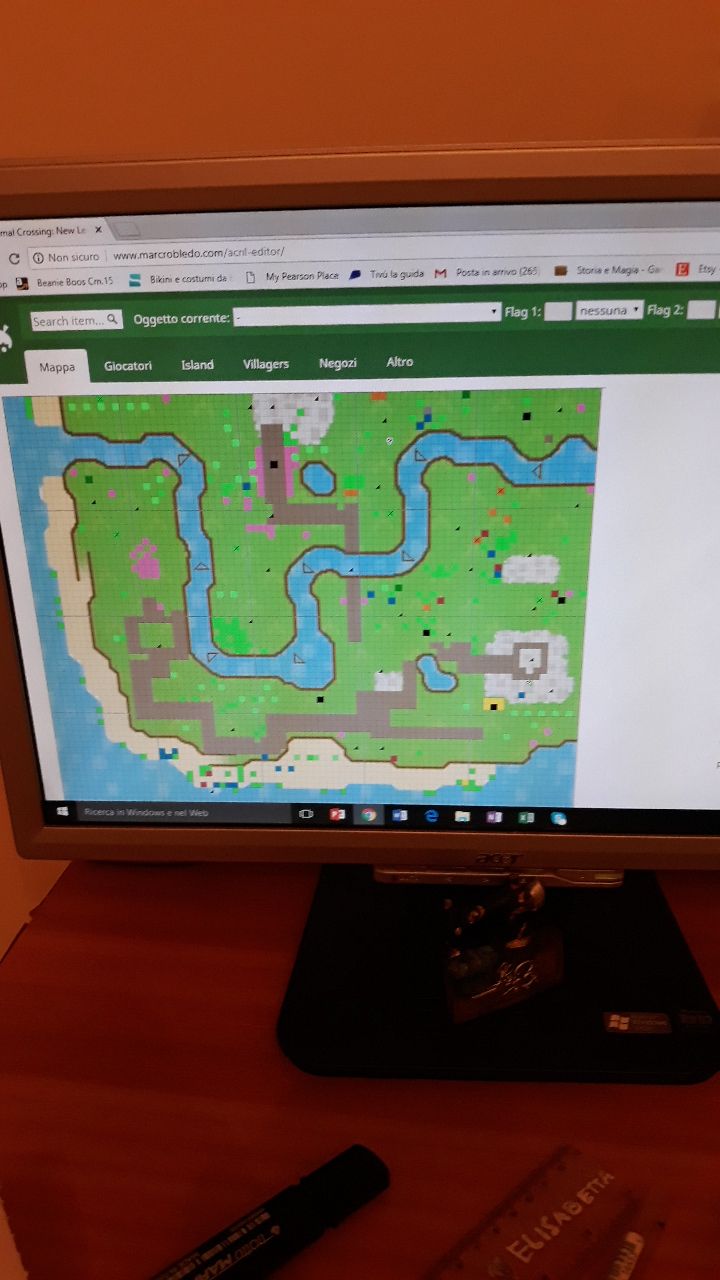 mal Crossing: New Le
Non sicuro www.marcrobledo.com/acnl-editor/
Beanie Boos Cm.15 Bikini e costumi da My Pearson Place Tivù la guida Posta in arrivo (265) Storia e Magia - Ga Etsy
Search item... Oggetto corrente: - Flag 1: nessuna Flag 2:
Mappa Giocatori Island Villagers Negozi Altro
Ricerca in Windows e nel Web
acer
ELISABETTA